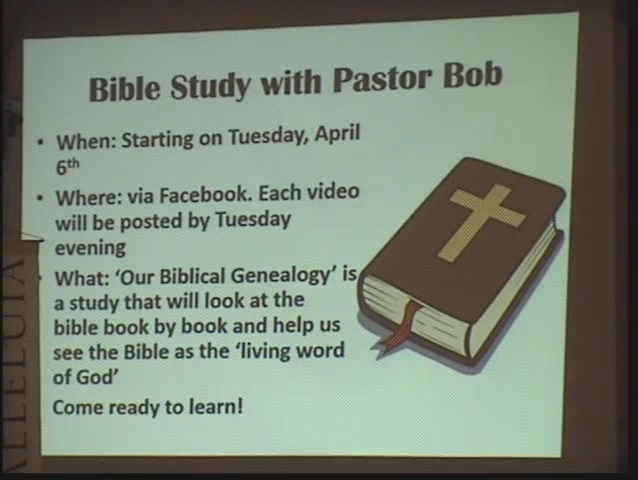 Bible Study with Pastor Bob
• When: Starting on Tuesday, April
6th
• Where: via Facebook. Each video
will be posted by Tuesday
evening
• What: ‘Our Biblical Genealogy’ is
a study that will look at the
bible book by book and help us
see the Bible as the ‘living word
of God’
Come ready to learn!
ALLELUIA